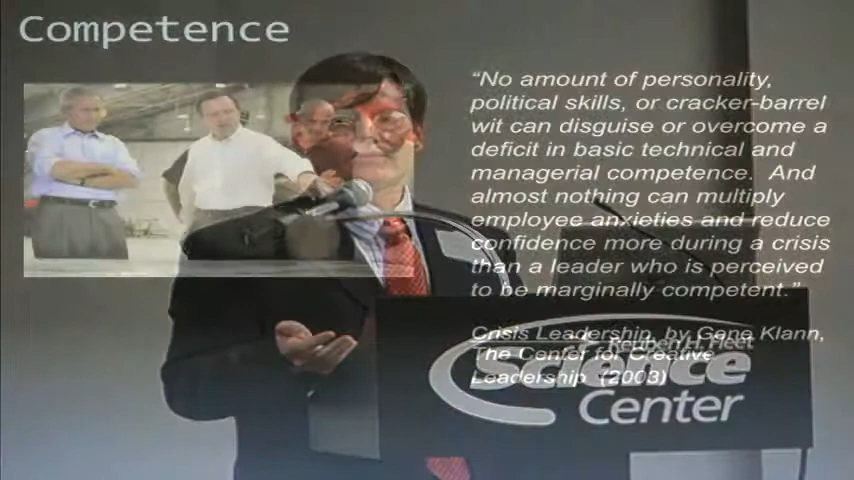 Competence
“No amount of personality,
political skills, or cracker-barrel
wit can disguise or overcome a
deficit in basic technical and
managerial competence.  And
almost nothing can multiply
employee anxieties and reduce
confidence more during a crisis
than a leader who is perceived
to be marginally competent.”
Crisis Leadership, by Gene Klann,
The Center for Creative
Leadership (2003)
Reuben H. Fleet
Science
Center